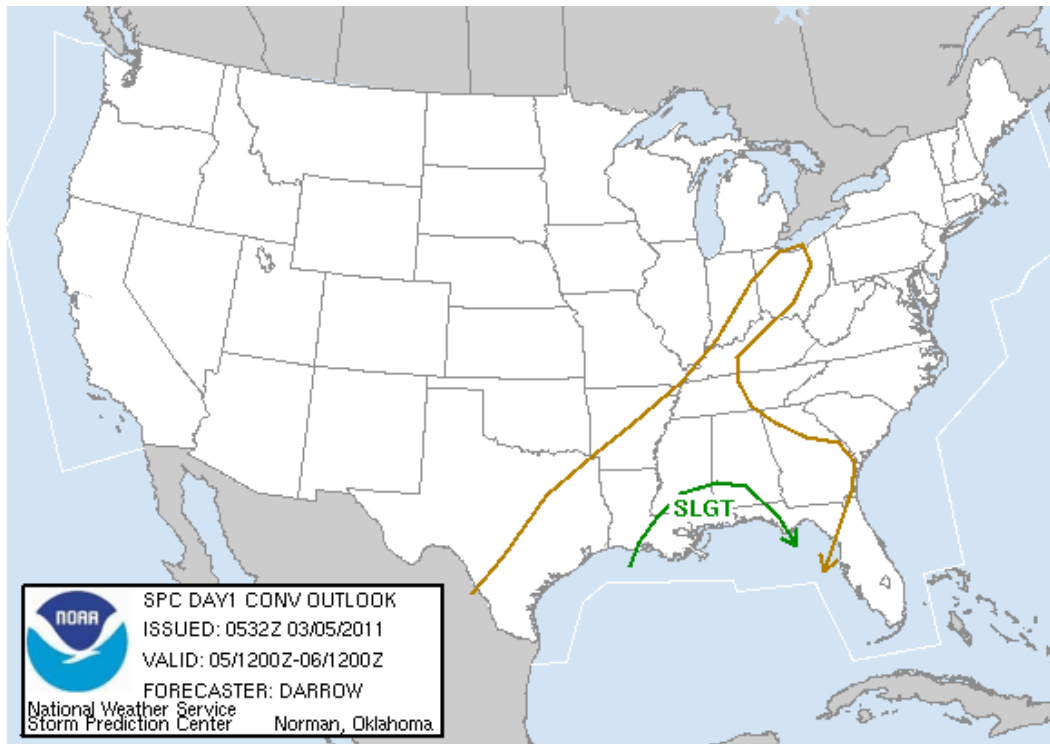 SLGT
NOAA
SPC DAY1 CONV OUTLOOK
ISSUED: 0532Z 03/05/2011
VALID: 05/1200Z-06/1200Z
FORECASTER: DARROW
National Weather Service
Storm Prediction Center Norman, Oklahoma